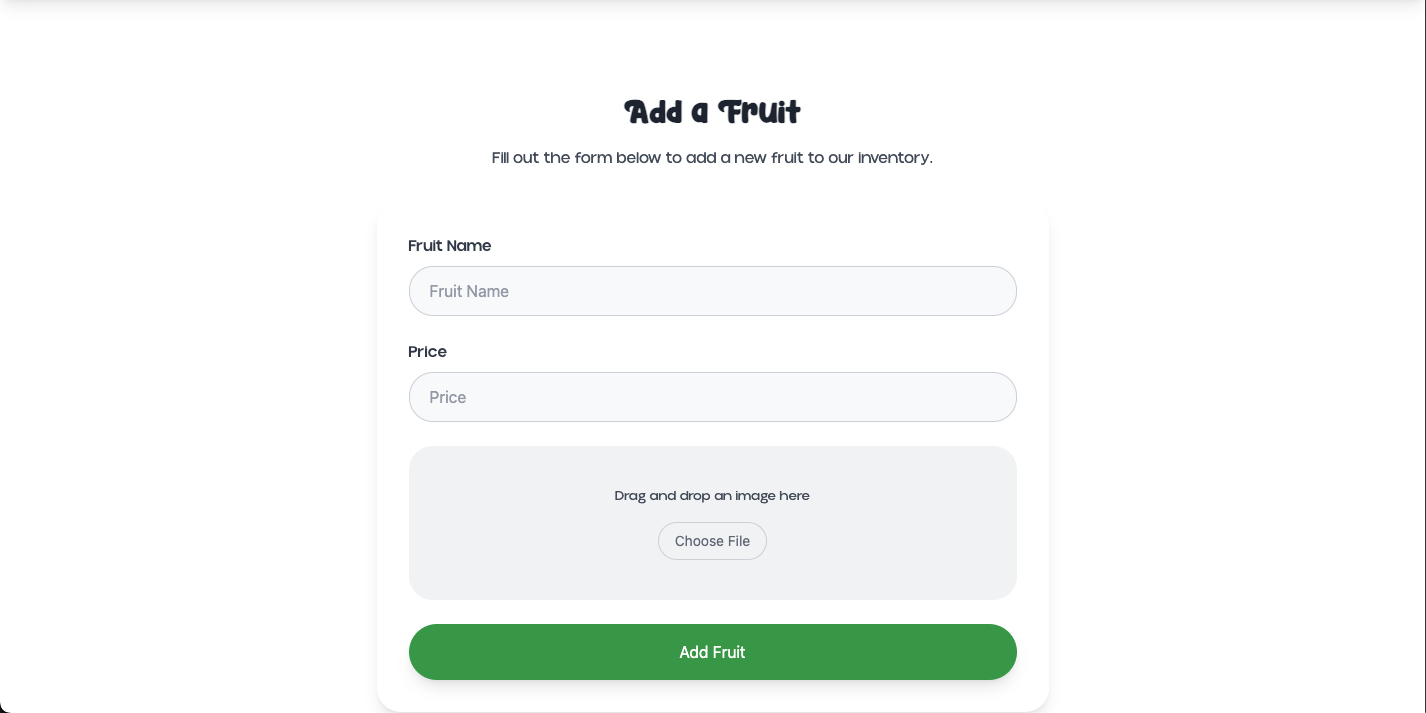 Add a Fruit
Fill out the form below to add a new fruit to our inventory.
Fruit Name
Fruit Name
Price
Price
Drag and drop an image here
Choose File
Add Fruit